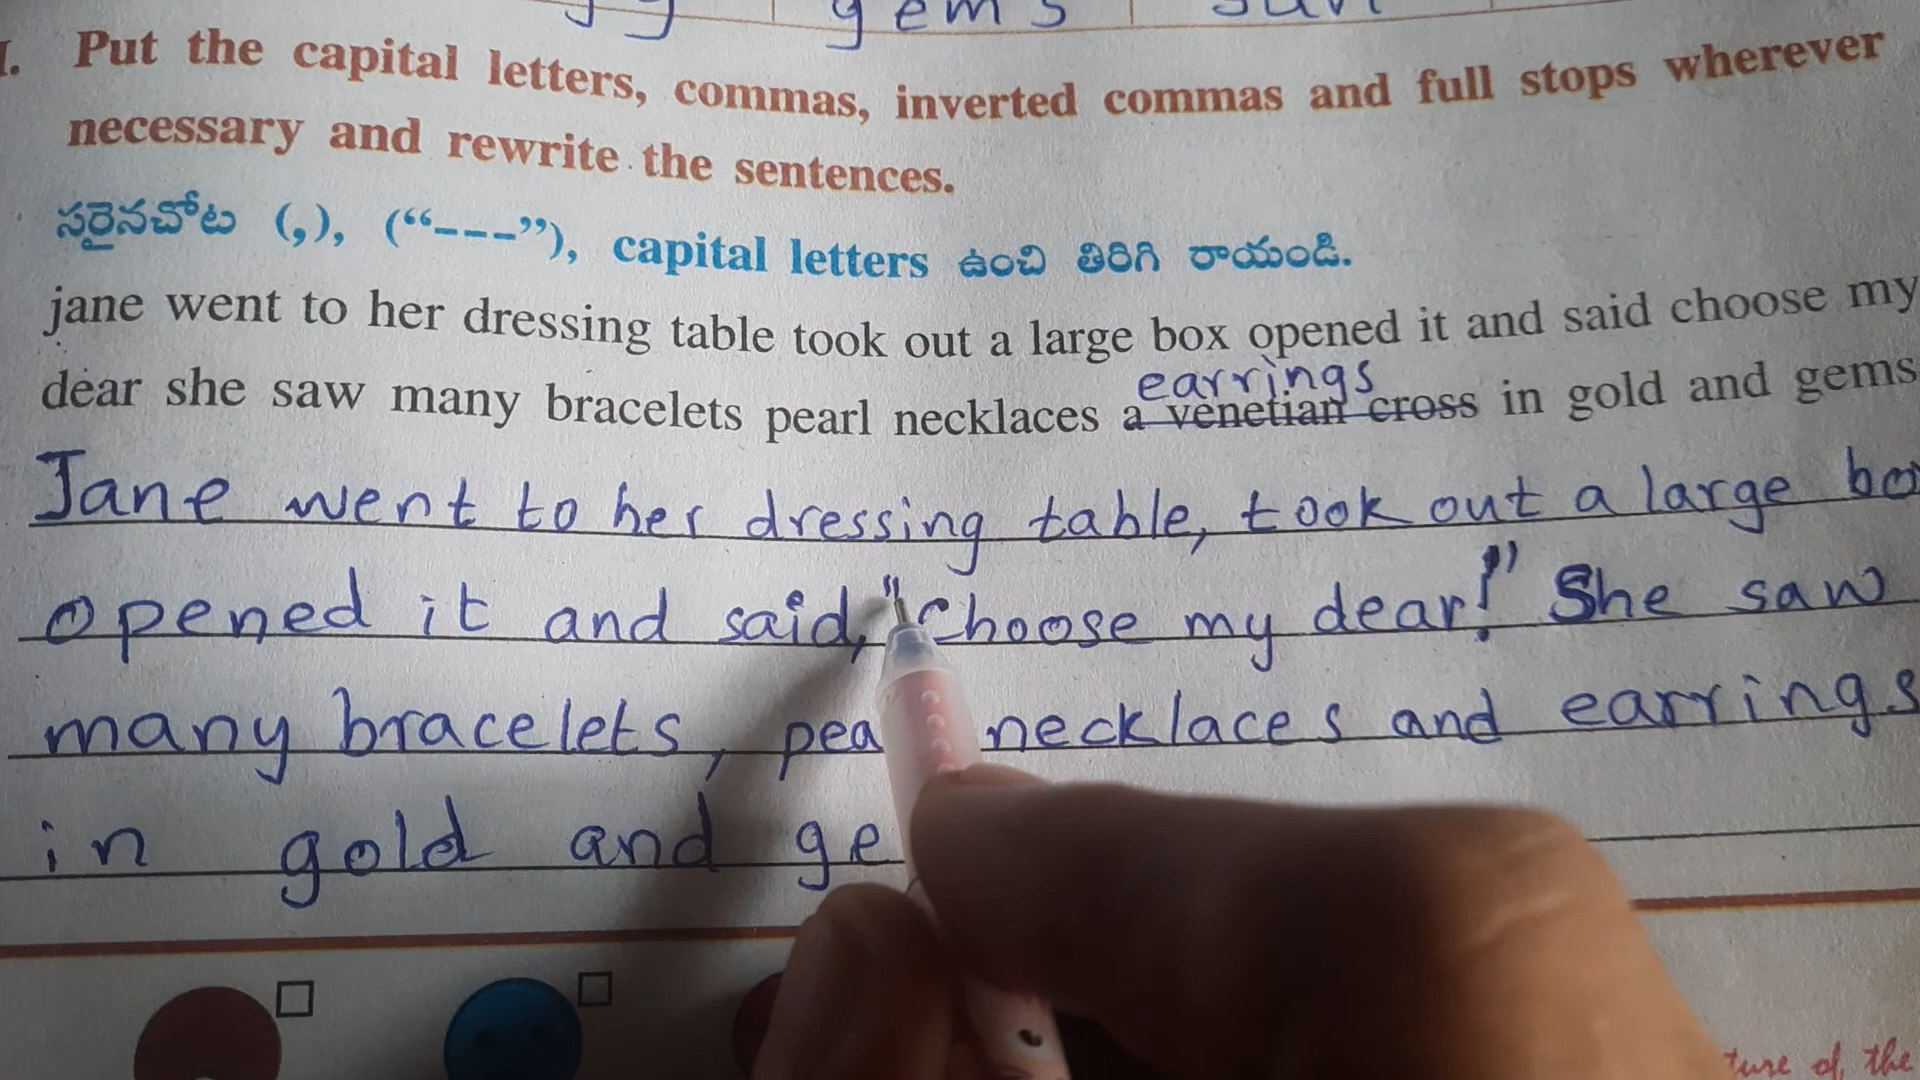 gems
I. Put the capital letters, commas, inverted commas and full stops wherever
necessary and rewrite the sentences.
సరైనచోట (,), (“---”), capital letters ఉంచి తిరిగి రాయండి.
jane went to her dressing table took out a large box opened it and said choose my
earrings
dear she saw many bracelets pearl necklaces a venetian cross in gold and gems
Jane went to her dressing table, took out a large bo
opened it and said, "Choose my dear!" She saw
many bracelets, pea necklaces and earrings
in gold and ge
ture of the